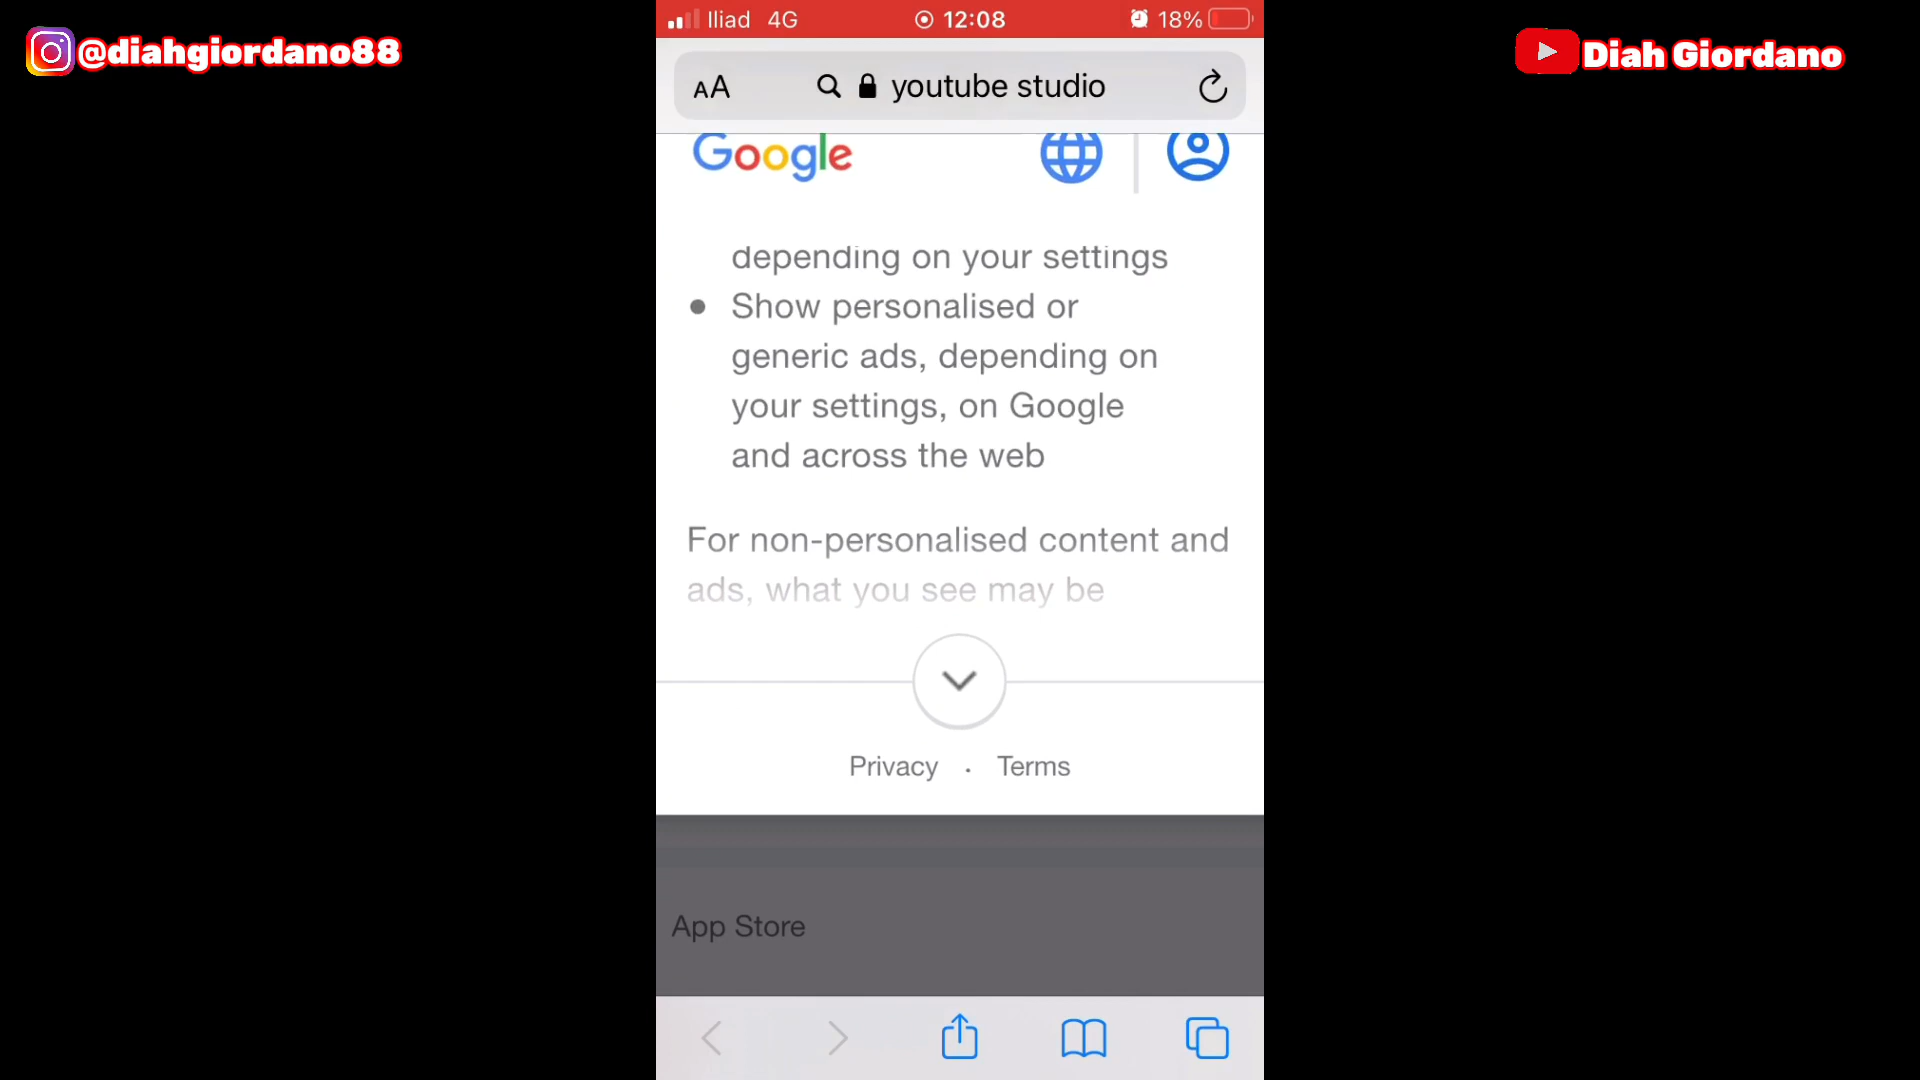 @diahgiordano88
Diah Giordano
Iliad 4G 12:08 18%
AA youtube studio
Google
depending on your settings
• Show personalised or
generic ads, depending on
your settings, on Google
and across the web
For non-personalised content and
ads, what you see may be
Privacy · Terms
App Store